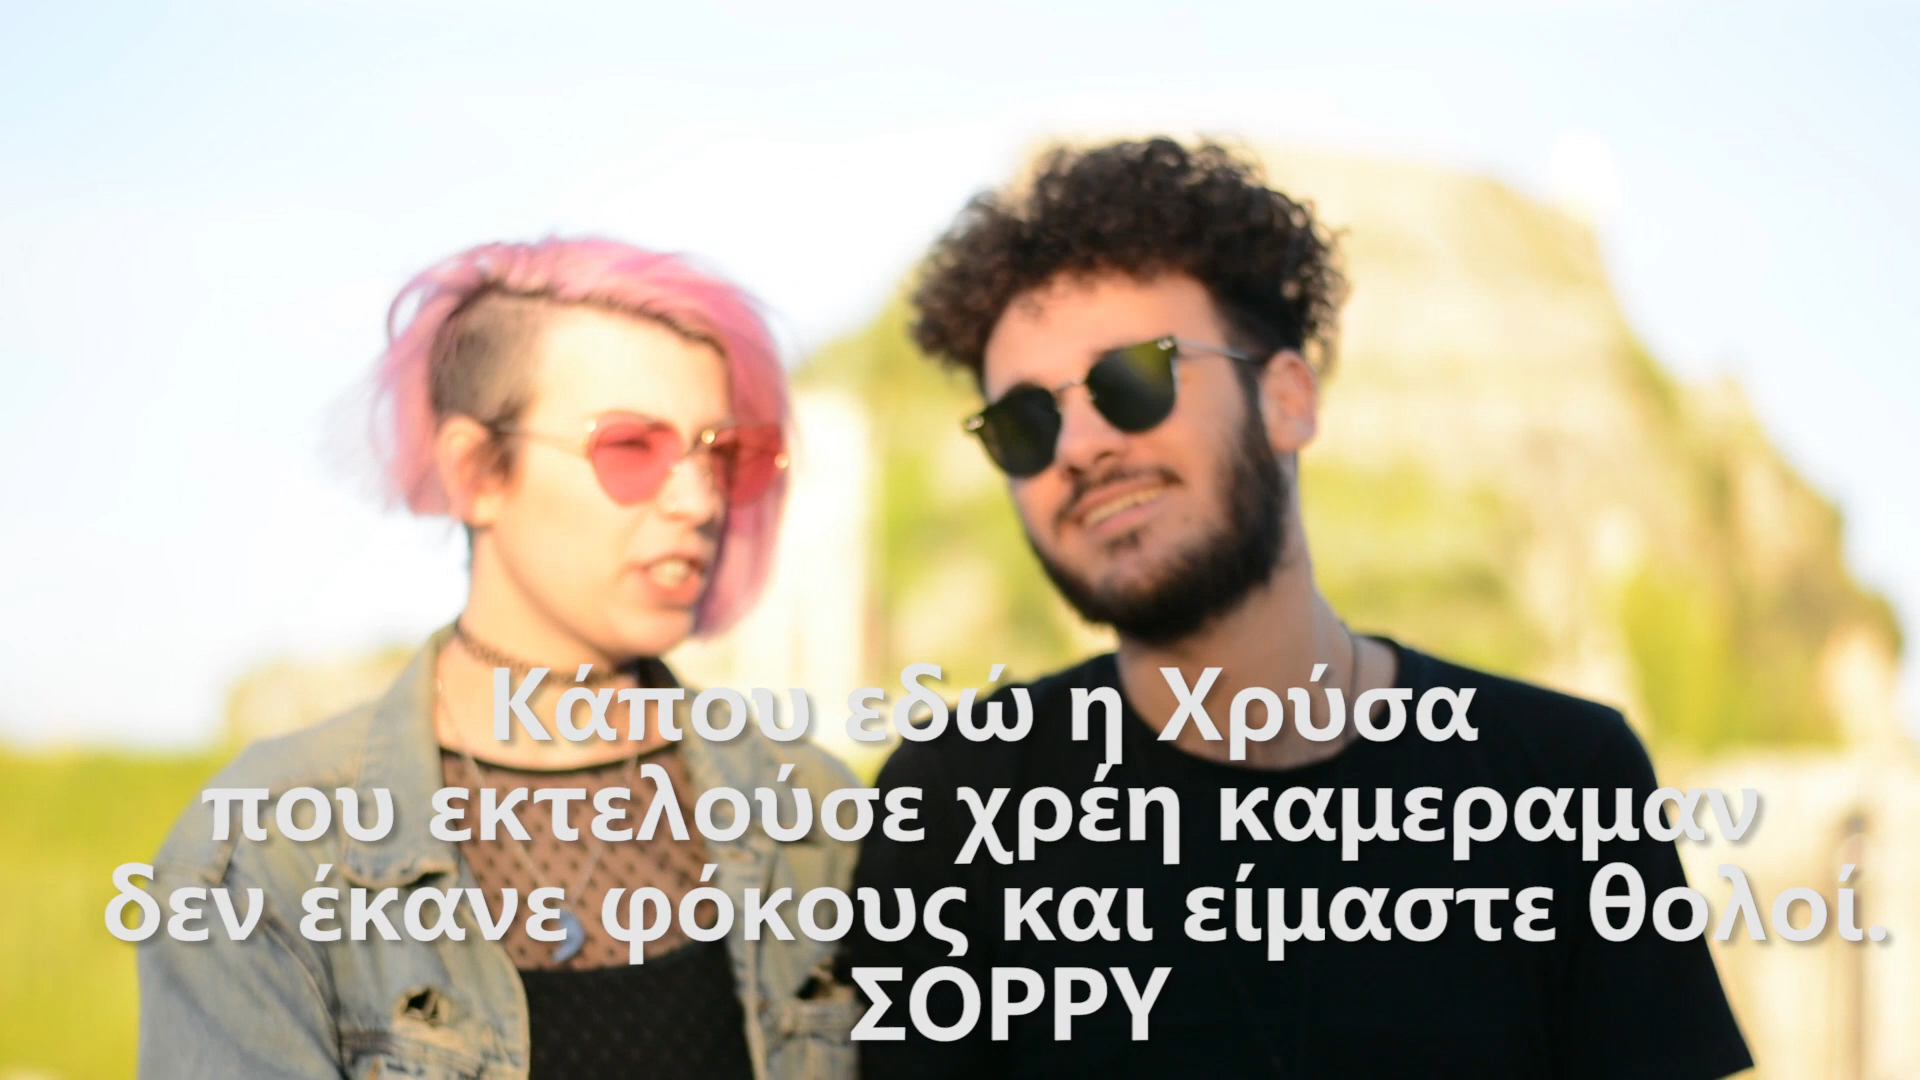 Κάπου εδώ η Χρύσα
που εκτελούσε χρέη καμεραμαν
δεν έκανε φόκους και είμαστε θολοί.
ΣΟΡΡΥ